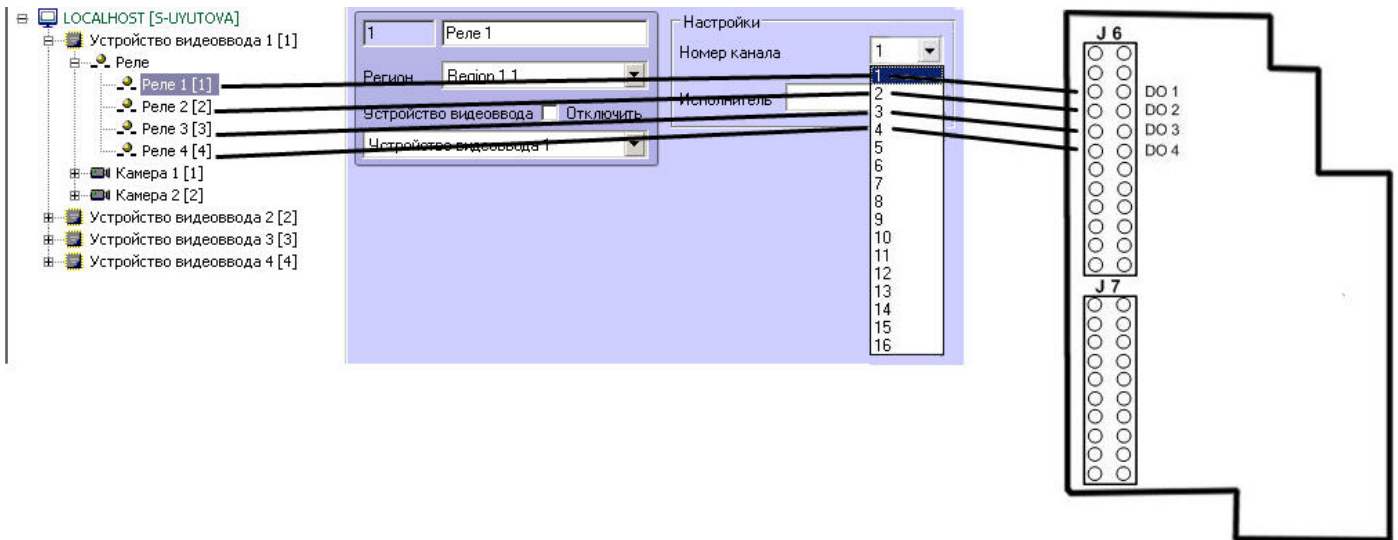 LOCALHOST [S-UYUTOVA]
Устройство видеоввода 1 [1]
Реле
Реле 1 [1]
Реле 2 [2]
Реле 3 [3]
Реле 4 [4]
Камера 1 [1]
Камера 2 [2]
Устройство видеоввода 2 [2]
Устройство видеоввода 3 [3]
Устройство видеоввода 4 [4]
1
Реле 1
Регион
Region 1.1
Устройство видеоввода
Отключить
Устройство видеоввода 1
Настройки
Номер канала
1
Исполнитель
1
2
3
4
5
6
7
8
9
10
11
12
13
14
15
16
J 6
DO 1
DO 2
DO 3
DO 4
J 7